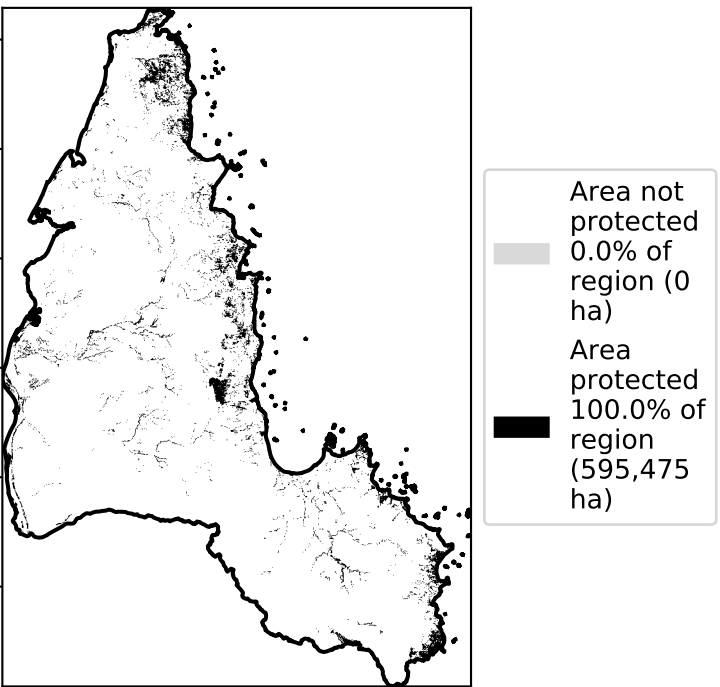 Area not
protected
0.0% of
region (0
ha)
Area
protected
100.0% of
region
(595,475
ha)